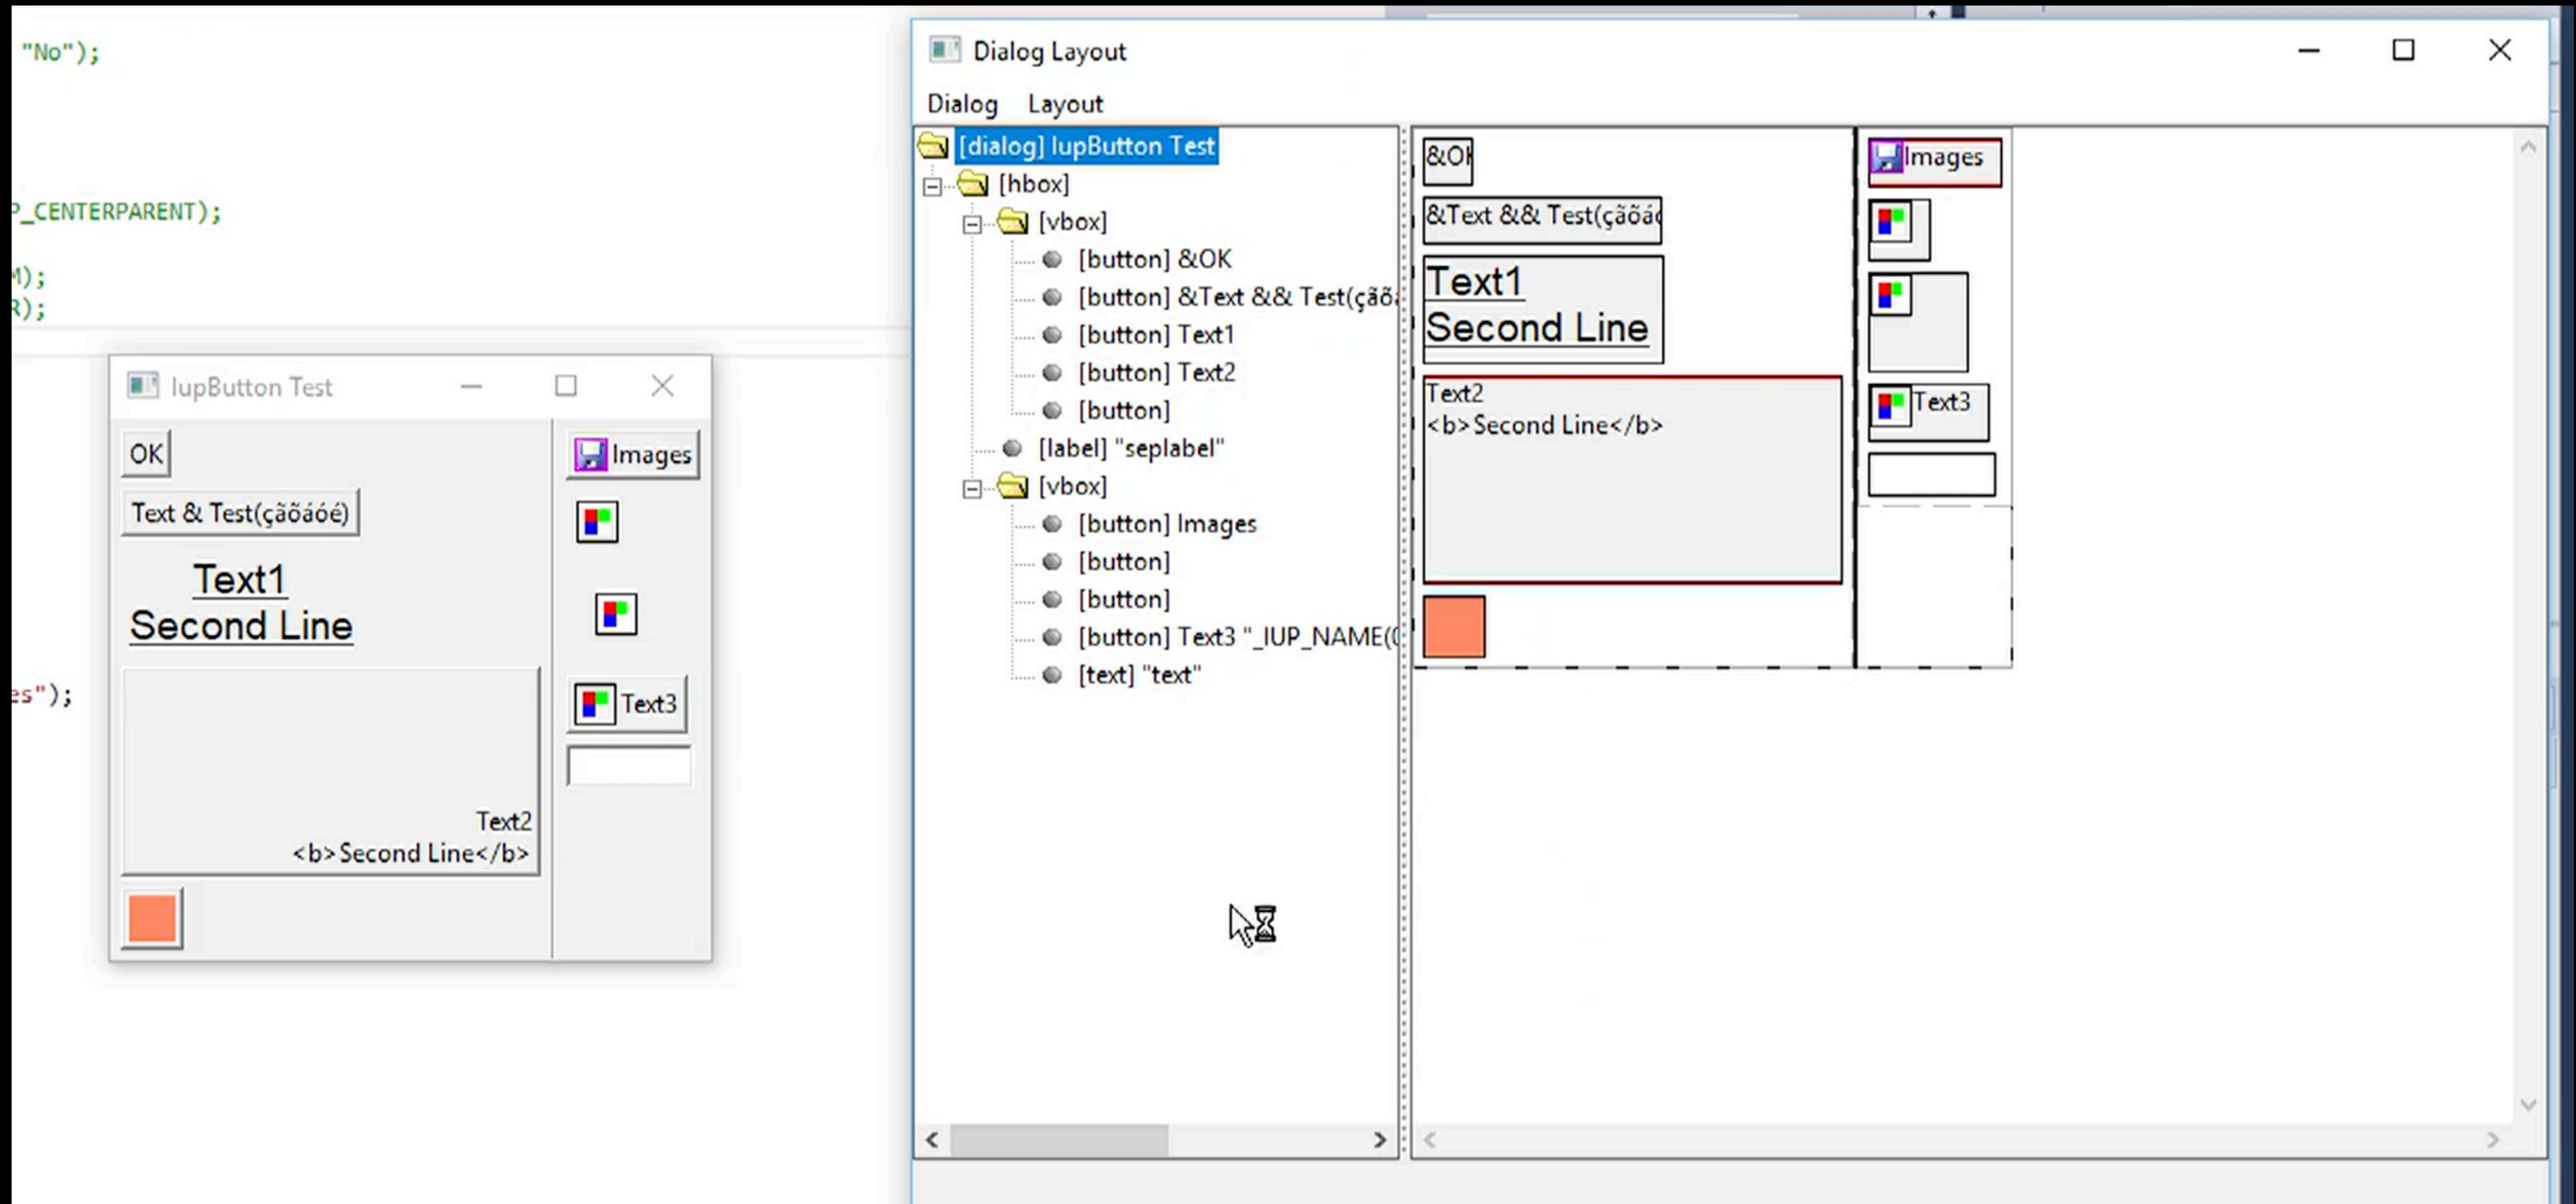 "No");
P_CENTERPARENT);
M);
R);
es");
IupButton Test
OK
Text & Test(çãõáóé)
Text1
Second Line
Text2
<b>Second Line</b>
Images
Text3
Dialog Layout
Dialog Layout
[dialog] IupButton Test
[hbox]
[vbox]
[button] &OK
[button] &Text && Test(çãõá
[button] Text1
[button] Text2
[button]
[label] "seplabel"
[vbox]
[button] Images
[button]
[button]
[button] Text3 "_IUP_NAME(
[text] "text"
&OK
&Text && Test(çãõá
Text1
Second Line
Text2
<b>Second Line</b>
Images
Text3